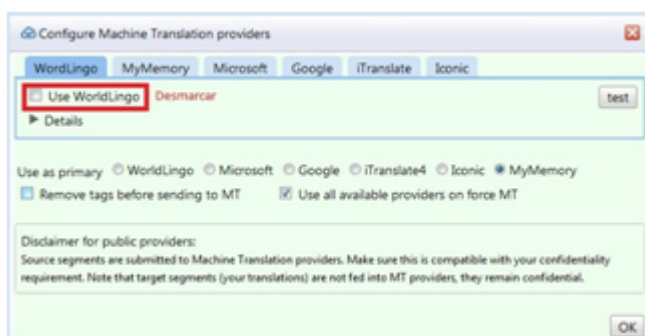 Configure Machine Translation providers
WordLingo MyMemory Microsoft Google iTranslate Iconic
Use WorldLingo Desmarcar test
Details
Use as primary WorldLingo Microsoft Google iTranslate4 Iconic MyMemory
Remove tags before sending to MT Use all available providers on force MT
Disclaimer for public providers:
Source segments are submitted to Machine Translation providers. Make sure this is compatible with your confidentiality
requirement. Note that target segments (your translations) are not fed into MT providers, they remain confidential.
OK